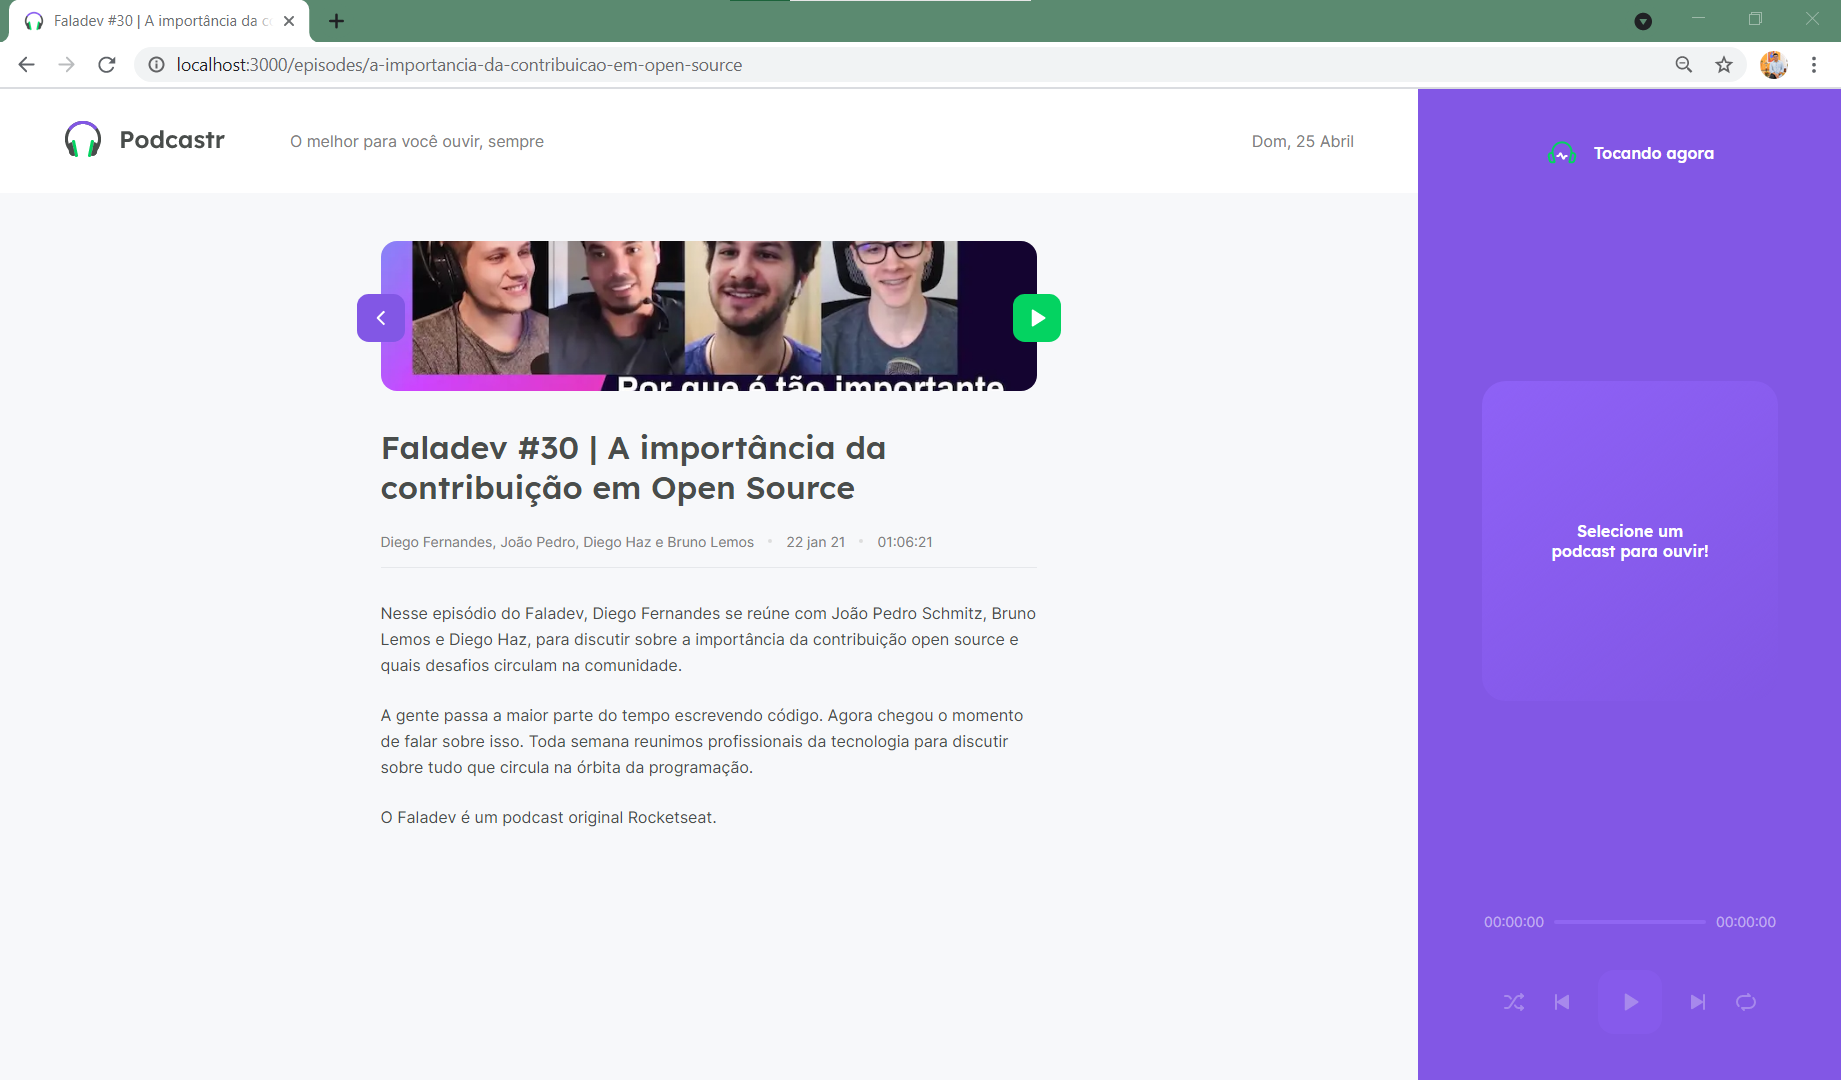 Faladev #30 | A importância da c
localhost:3000/episodes/a-importancia-da-contribuicao-em-open-source
Podcastr
O melhor para você ouvir, sempre
Dom, 25 Abril
Tocando agora
Por que é tão importante
Faladev #30 | A importância da
contribuição em Open Source
Diego Fernandes, João Pedro, Diego Haz e Bruno Lemos • 22 jan 21 • 01:06:21
Nesse episódio do Faladev, Diego Fernandes se reúne com João Pedro Schmitz, Bruno
Lemos e Diego Haz, para discutir sobre a importância da contribuição open source e
quais desafios circulam na comunidade.
A gente passa a maior parte do tempo escrevendo código. Agora chegou o momento
de falar sobre isso. Toda semana reunimos profissionais da tecnologia para discutir
sobre tudo que circula na órbita da programação.
O Faladev é um podcast original Rocketseat.
Selecione um
podcast para ouvir!
00:00:00
00:00:00